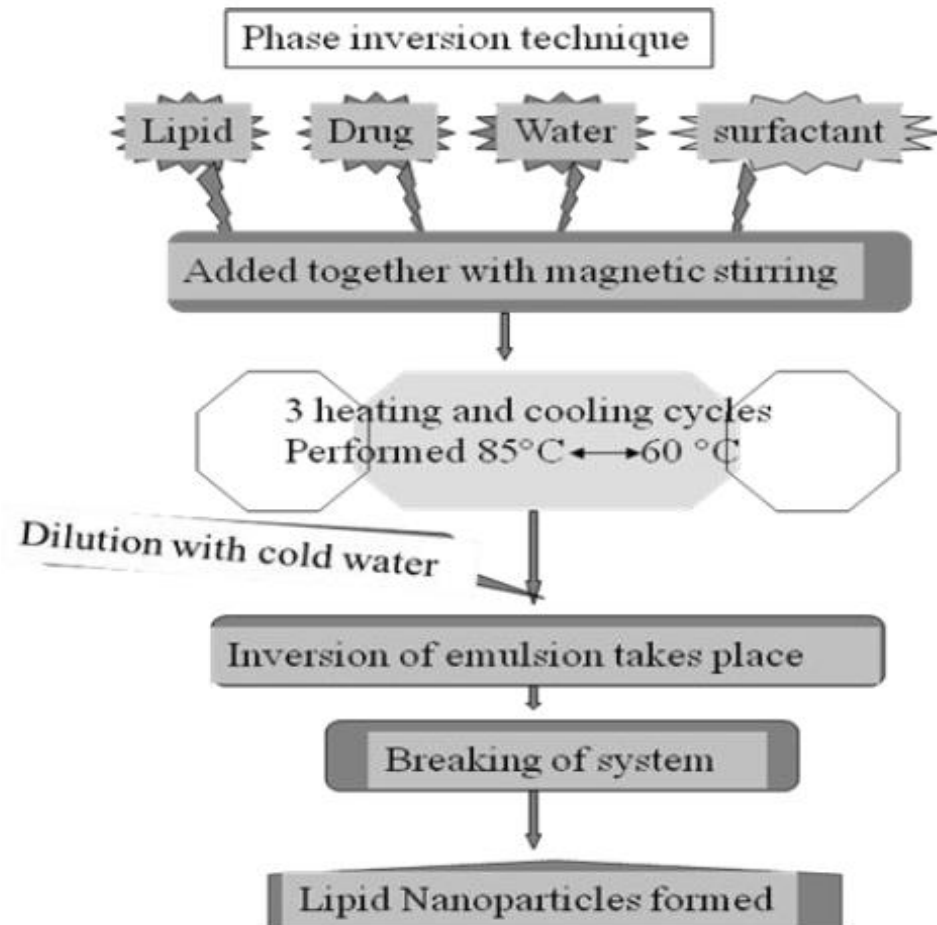 Phase inversion technique
Lipid
Drug
Water
surfactant
Added together with magnetic stirring
3 heating and cooling cycles
Performed 85°C ↔ 60 °C
Dilution with cold water
Inversion of emulsion takes place
Breaking of system
Lipid Nanoparticles formed